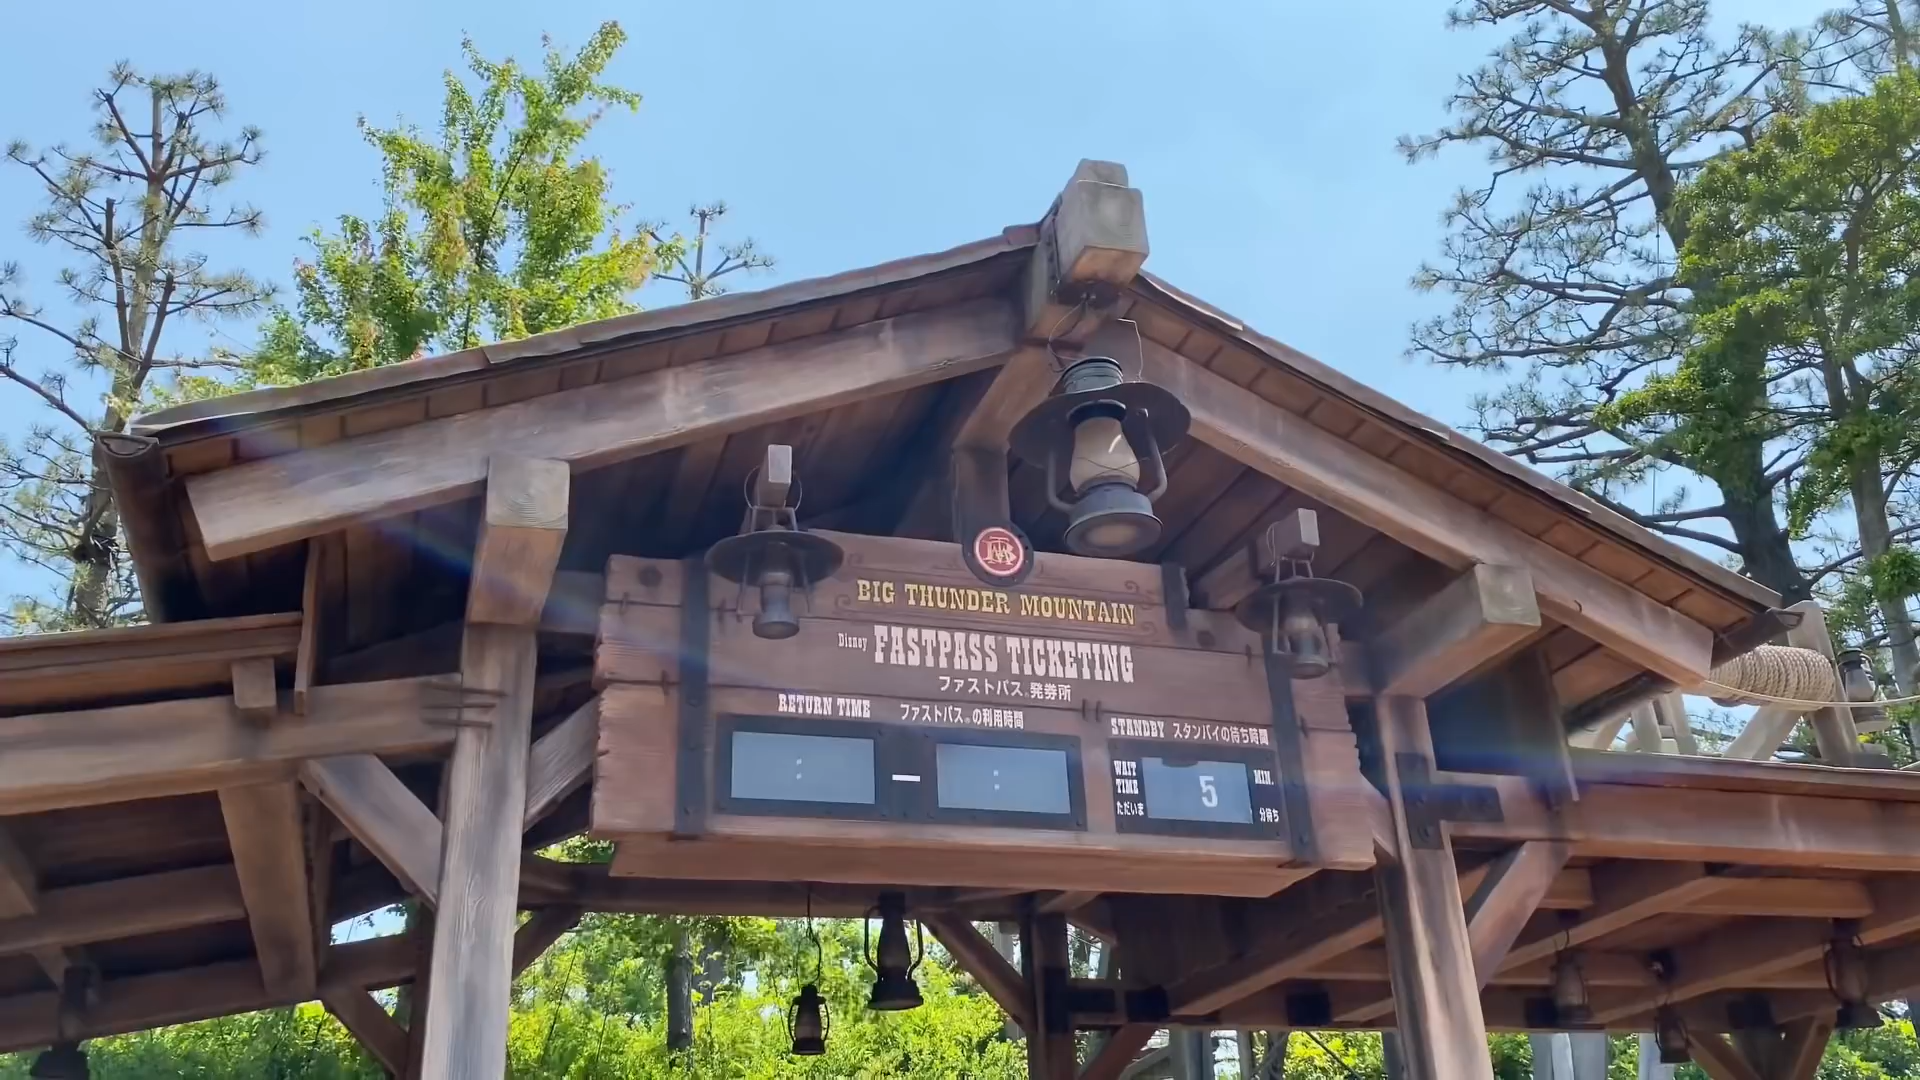 BIG THUNDER MOUNTAIN
Disney FASTPASS TICKETING
ファストパス®発券所
RETURN TIME ファストパス®の利用時間
: — :
STANDBY スタンバイの待ち時間
WAIT TIME 5 MIN.
ただいま 分待ち